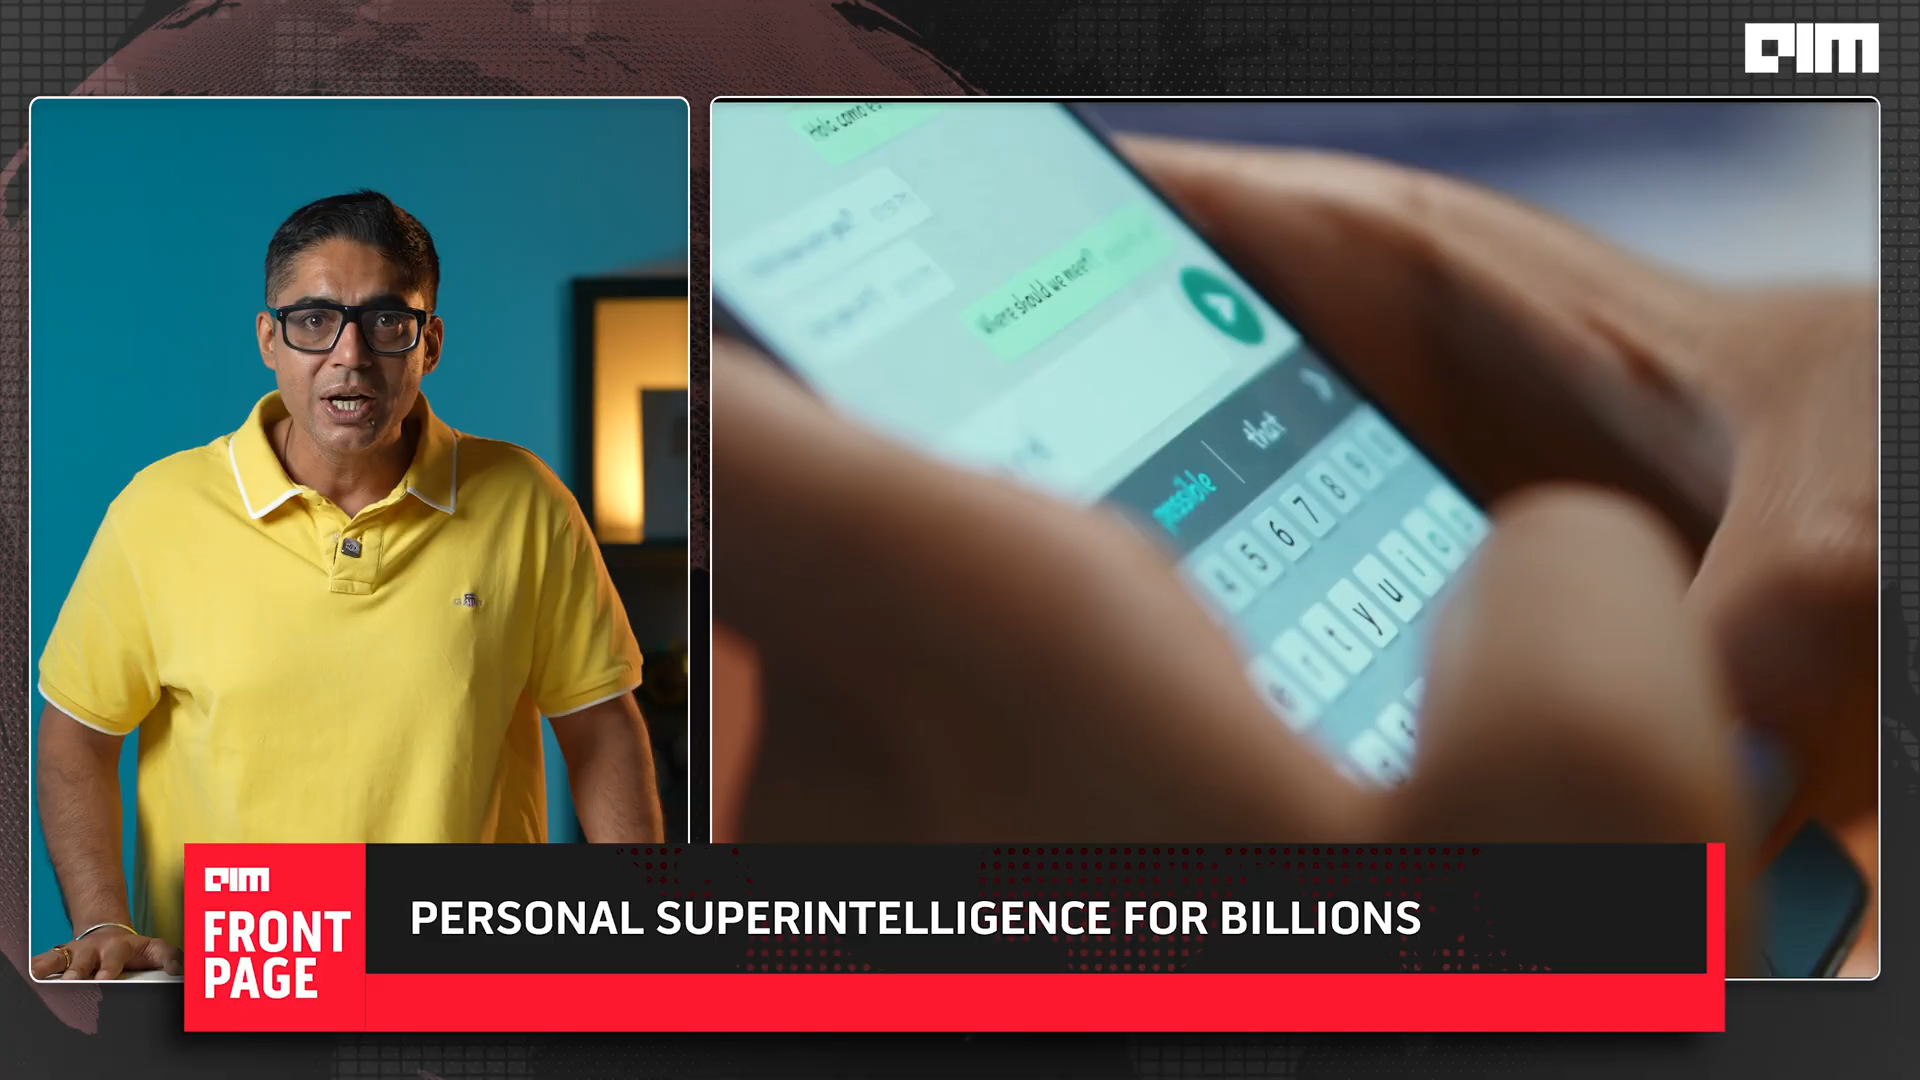 AIM
Where should we meet?
possible
that
4 5 6 7 8 9
t y u i
AIM
FRONT
PAGE
PERSONAL SUPERINTELLIGENCE FOR BILLIONS